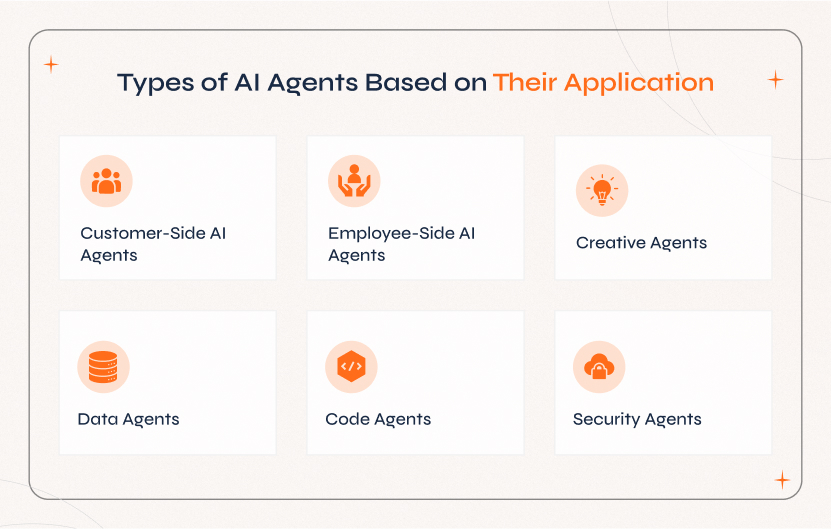 Types of AI Agents Based on Their Application
Customer-Side AI
Agents
Employee-Side AI
Agents
Creative Agents
Data Agents
Code Agents
Security Agents